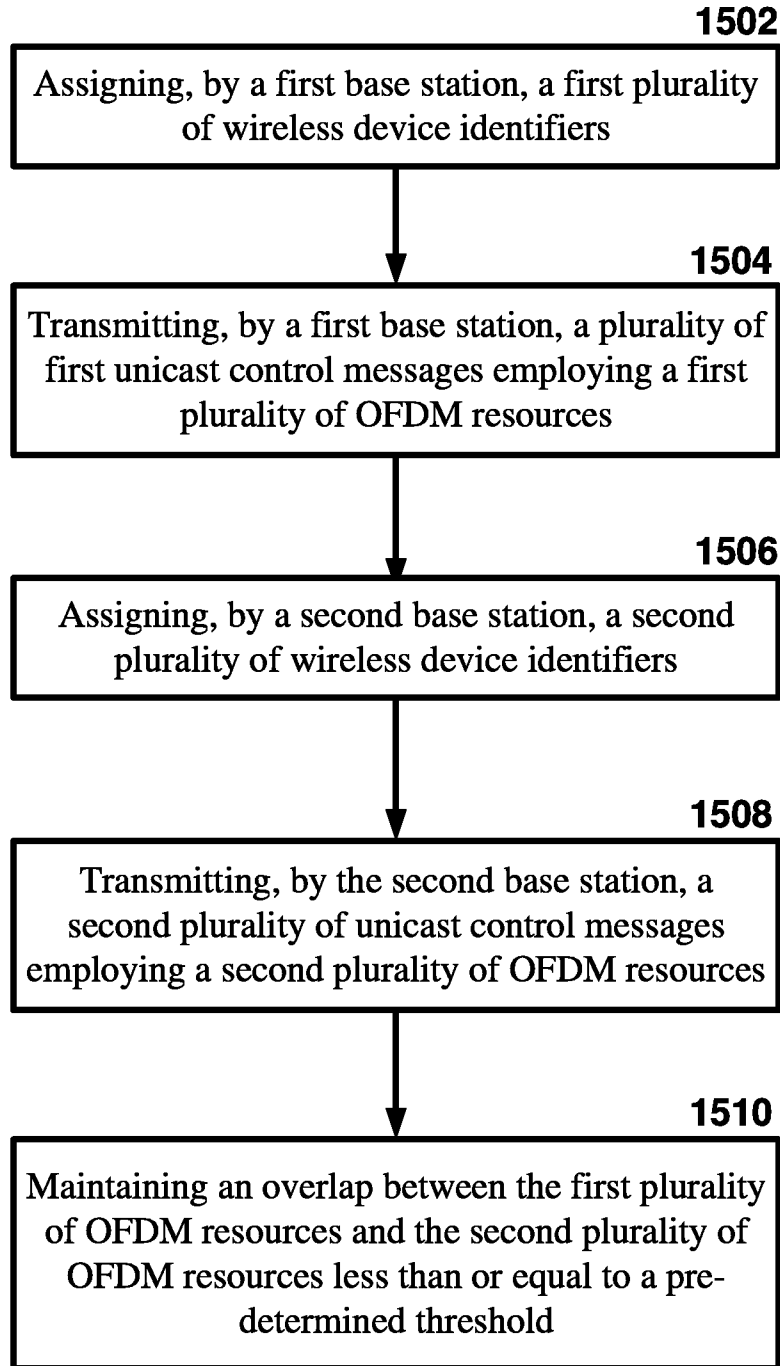 1502
Assigning, by a first base station, a first plurality
of wireless device identifiers
1504
Transmitting, by a first base station, a plurality of
first unicast control messages employing a first
plurality of OFDM resources
1506
Assigning, by a second base station, a second
plurality of wireless device identifiers
1508
Transmitting, by the second base station, a
second plurality of unicast control messages
employing a second plurality of OFDM resources
1510
Maintaining an overlap between the first plurality
of OFDM resources and the second plurality of
OFDM resources less than or equal to a pre-
determined threshold